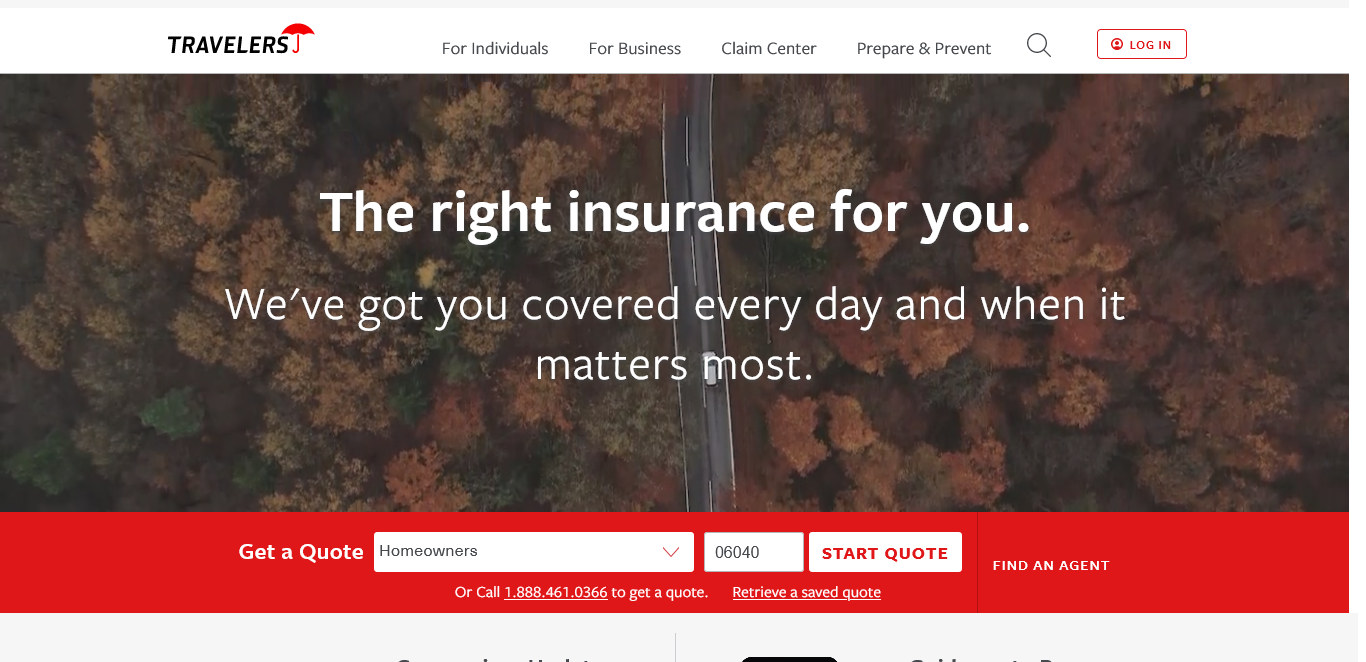 TRAVELERS
For Individuals
For Business
Claim Center
Prepare & Prevent
LOG IN
The right insurance for you.
We've got you covered every day and when it
matters most.
Get a Quote
Homeowners
06040
START QUOTE
FIND AN AGENT
Or Call 1.888.461.0366 to get a quote.
Retrieve a saved quote